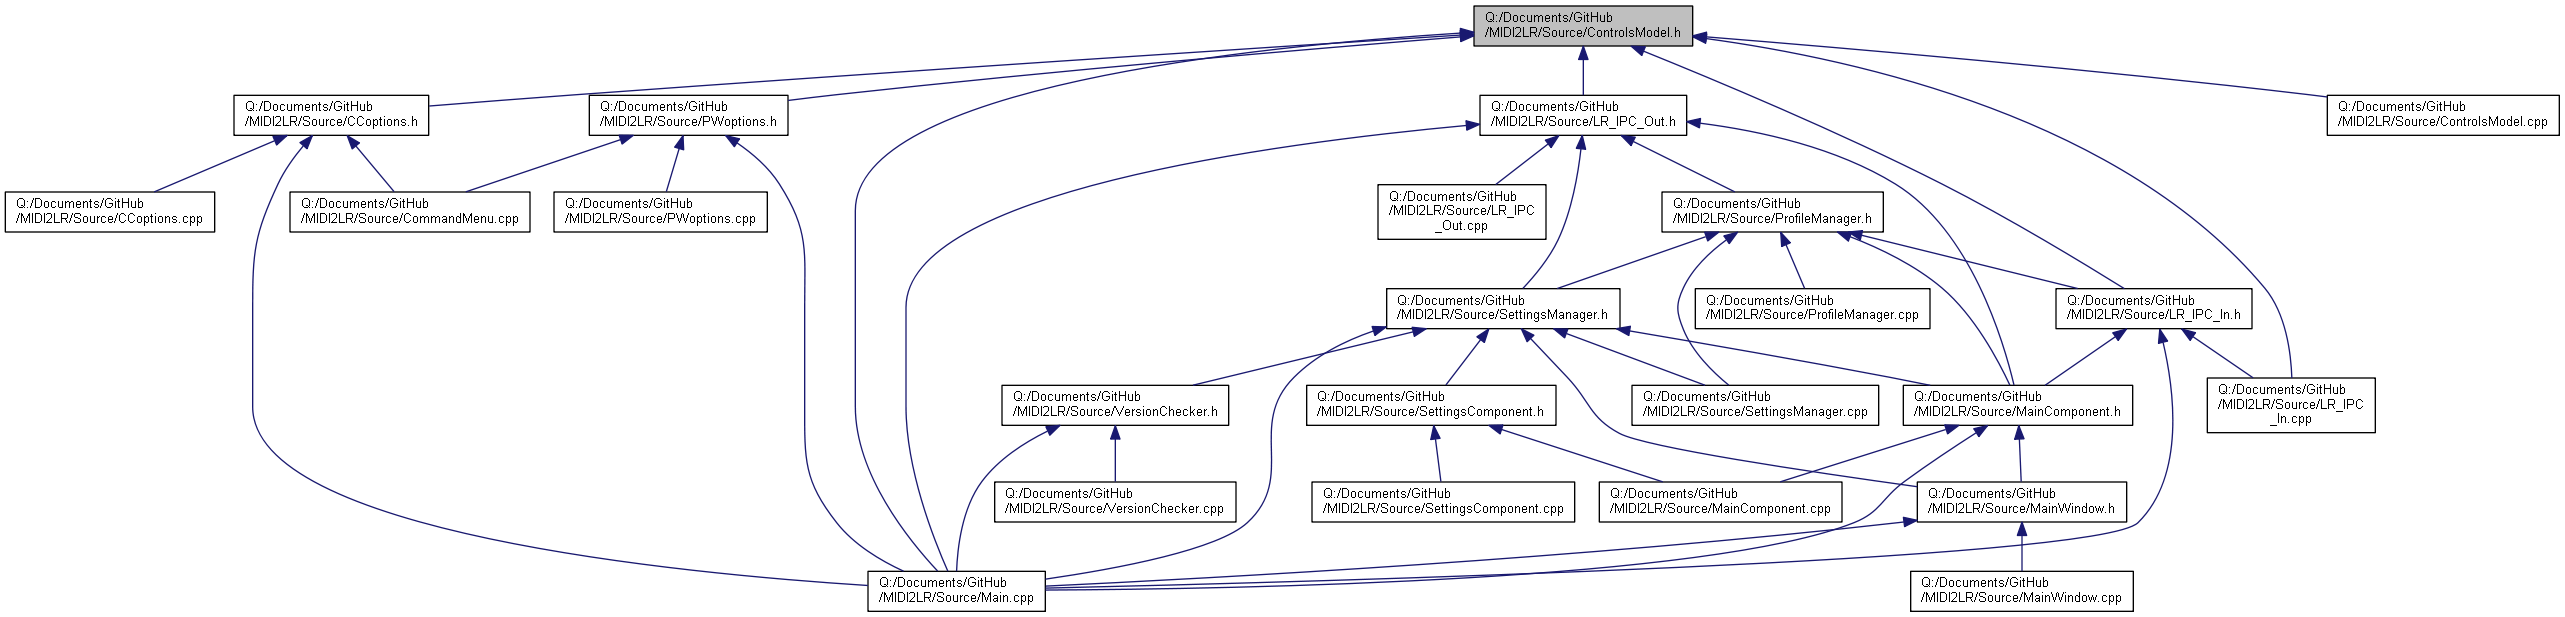 Q:/Documents/GitHub
/MIDI2LR/Source/ControlsModel.h
Q:/Documents/GitHub
/MIDI2LR/Source/CCoptions.h
Q:/Documents/GitHub
/MIDI2LR/Source/PWoptions.h
Q:/Documents/GitHub
/MIDI2LR/Source/LR_IPC_Out.h
Q:/Documents/GitHub
/MIDI2LR/Source/ControlsModel.cpp
Q:/Documents/GitHub
/MIDI2LR/Source/CCoptions.cpp
Q:/Documents/GitHub
/MIDI2LR/Source/CommandMenu.cpp
Q:/Documents/GitHub
/MIDI2LR/Source/PWoptions.cpp
Q:/Documents/GitHub
/MIDI2LR/Source/LR_IPC
_Out.cpp
Q:/Documents/GitHub
/MIDI2LR/Source/ProfileManager.h
Q:/Documents/GitHub
/MIDI2LR/Source/SettingsManager.h
Q:/Documents/GitHub
/MIDI2LR/Source/ProfileManager.cpp
Q:/Documents/GitHub
/MIDI2LR/Source/LR_IPC_In.h
Q:/Documents/GitHub
/MIDI2LR/Source/VersionChecker.h
Q:/Documents/GitHub
/MIDI2LR/Source/SettingsComponent.h
Q:/Documents/GitHub
/MIDI2LR/Source/SettingsManager.cpp
Q:/Documents/GitHub
/MIDI2LR/Source/MainComponent.h
Q:/Documents/GitHub
/MIDI2LR/Source/LR_IPC
_In.cpp
Q:/Documents/GitHub
/MIDI2LR/Source/VersionChecker.cpp
Q:/Documents/GitHub
/MIDI2LR/Source/SettingsComponent.cpp
Q:/Documents/GitHub
/MIDI2LR/Source/MainComponent.cpp
Q:/Documents/GitHub
/MIDI2LR/Source/MainWindow.h
Q:/Documents/GitHub
/MIDI2LR/Source/Main.cpp
Q:/Documents/GitHub
/MIDI2LR/Source/MainWindow.cpp